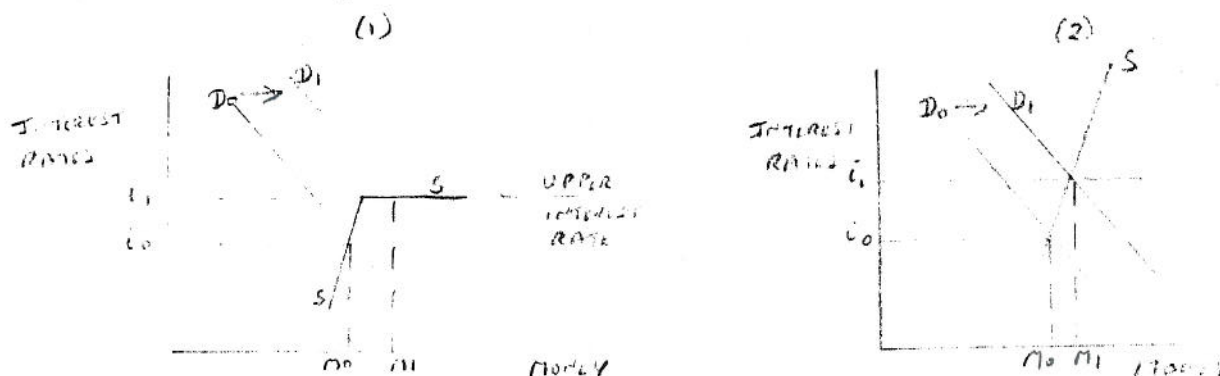 (1)
D₀ → D₁
INTEREST
RATES
i₁
i₀
S
S
UPPER
INTEREST
RATE
M₀ M₁ MONEY
(2)
S
D₀ → D₁
INTEREST
RATES
i₁
i₀
M₀ M₁ MONEY